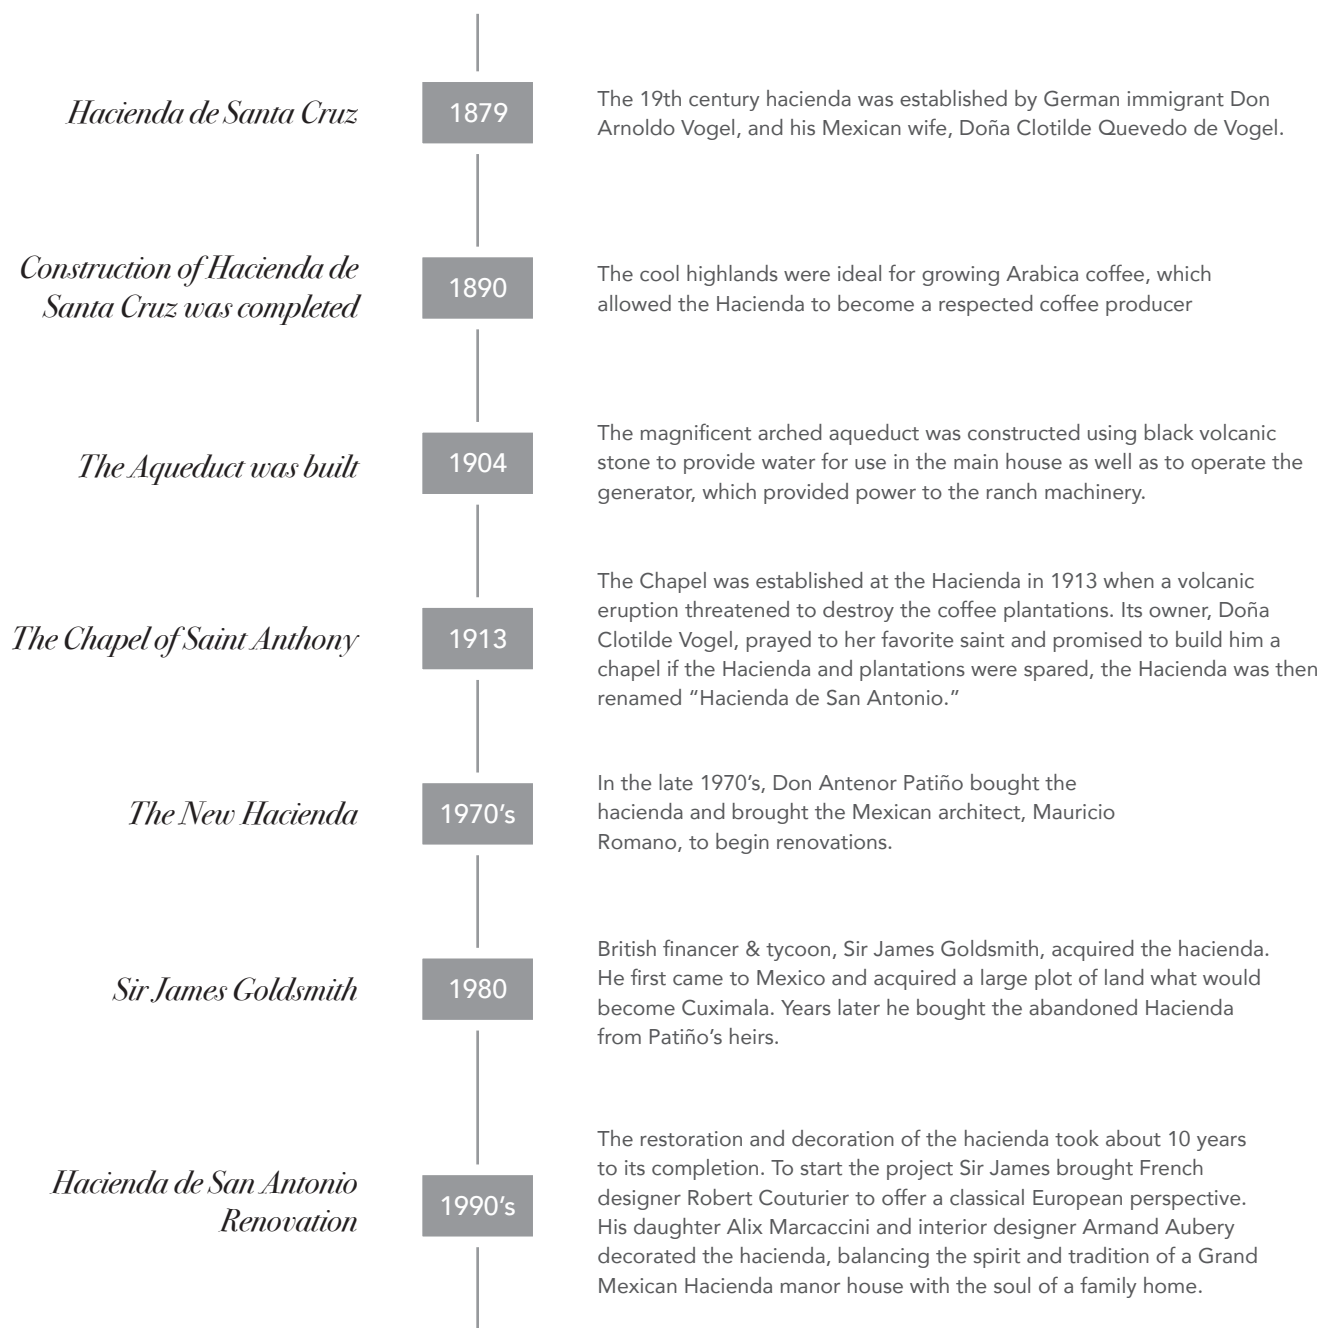 Hacienda de Santa Cruz
1879
The 19th century hacienda was established by German immigrant Don
Arnoldo Vogel, and his Mexican wife, Doña Clotilde Quevedo de Vogel.
Construction of Hacienda de
Santa Cruz was completed
1890
The cool highlands were ideal for growing Arabica coffee, which
allowed the Hacienda to become a respected coffee producer
The Aqueduct was built
1904
The magnificent arched aqueduct was constructed using black volcanic
stone to provide water for use in the main house as well as to operate the
generator, which provided power to the ranch machinery.
The Chapel of Saint Anthony
1913
The Chapel was established at the Hacienda in 1913 when a volcanic
eruption threatened to destroy the coffee plantations. Its owner, Doña
Clotilde Vogel, prayed to her favorite saint and promised to build him a
chapel if the Hacienda and plantations were spared, the Hacienda was then
renamed “Hacienda de San Antonio.”
The New Hacienda
1970’s
In the late 1970’s, Don Antenor Patiño bought the
hacienda and brought the Mexican architect, Mauricio
Romano, to begin renovations.
Sir James Goldsmith
1980
British financer & tycoon, Sir James Goldsmith, acquired the hacienda.
He first came to Mexico and acquired a large plot of land what would
become Cuximala. Years later he bought the abandoned Hacienda
from Patiño’s heirs.
Hacienda de San Antonio
Renovation
1990’s
The restoration and decoration of the hacienda took about 10 years
to its completion. To start the project Sir James brought French
designer Robert Couturier to offer a classical European perspective.
His daughter Alix Marcaccini and interior designer Armand Aubery
decorated the hacienda, balancing the spirit and tradition of a Grand
Mexican Hacienda manor house with the soul of a family home.